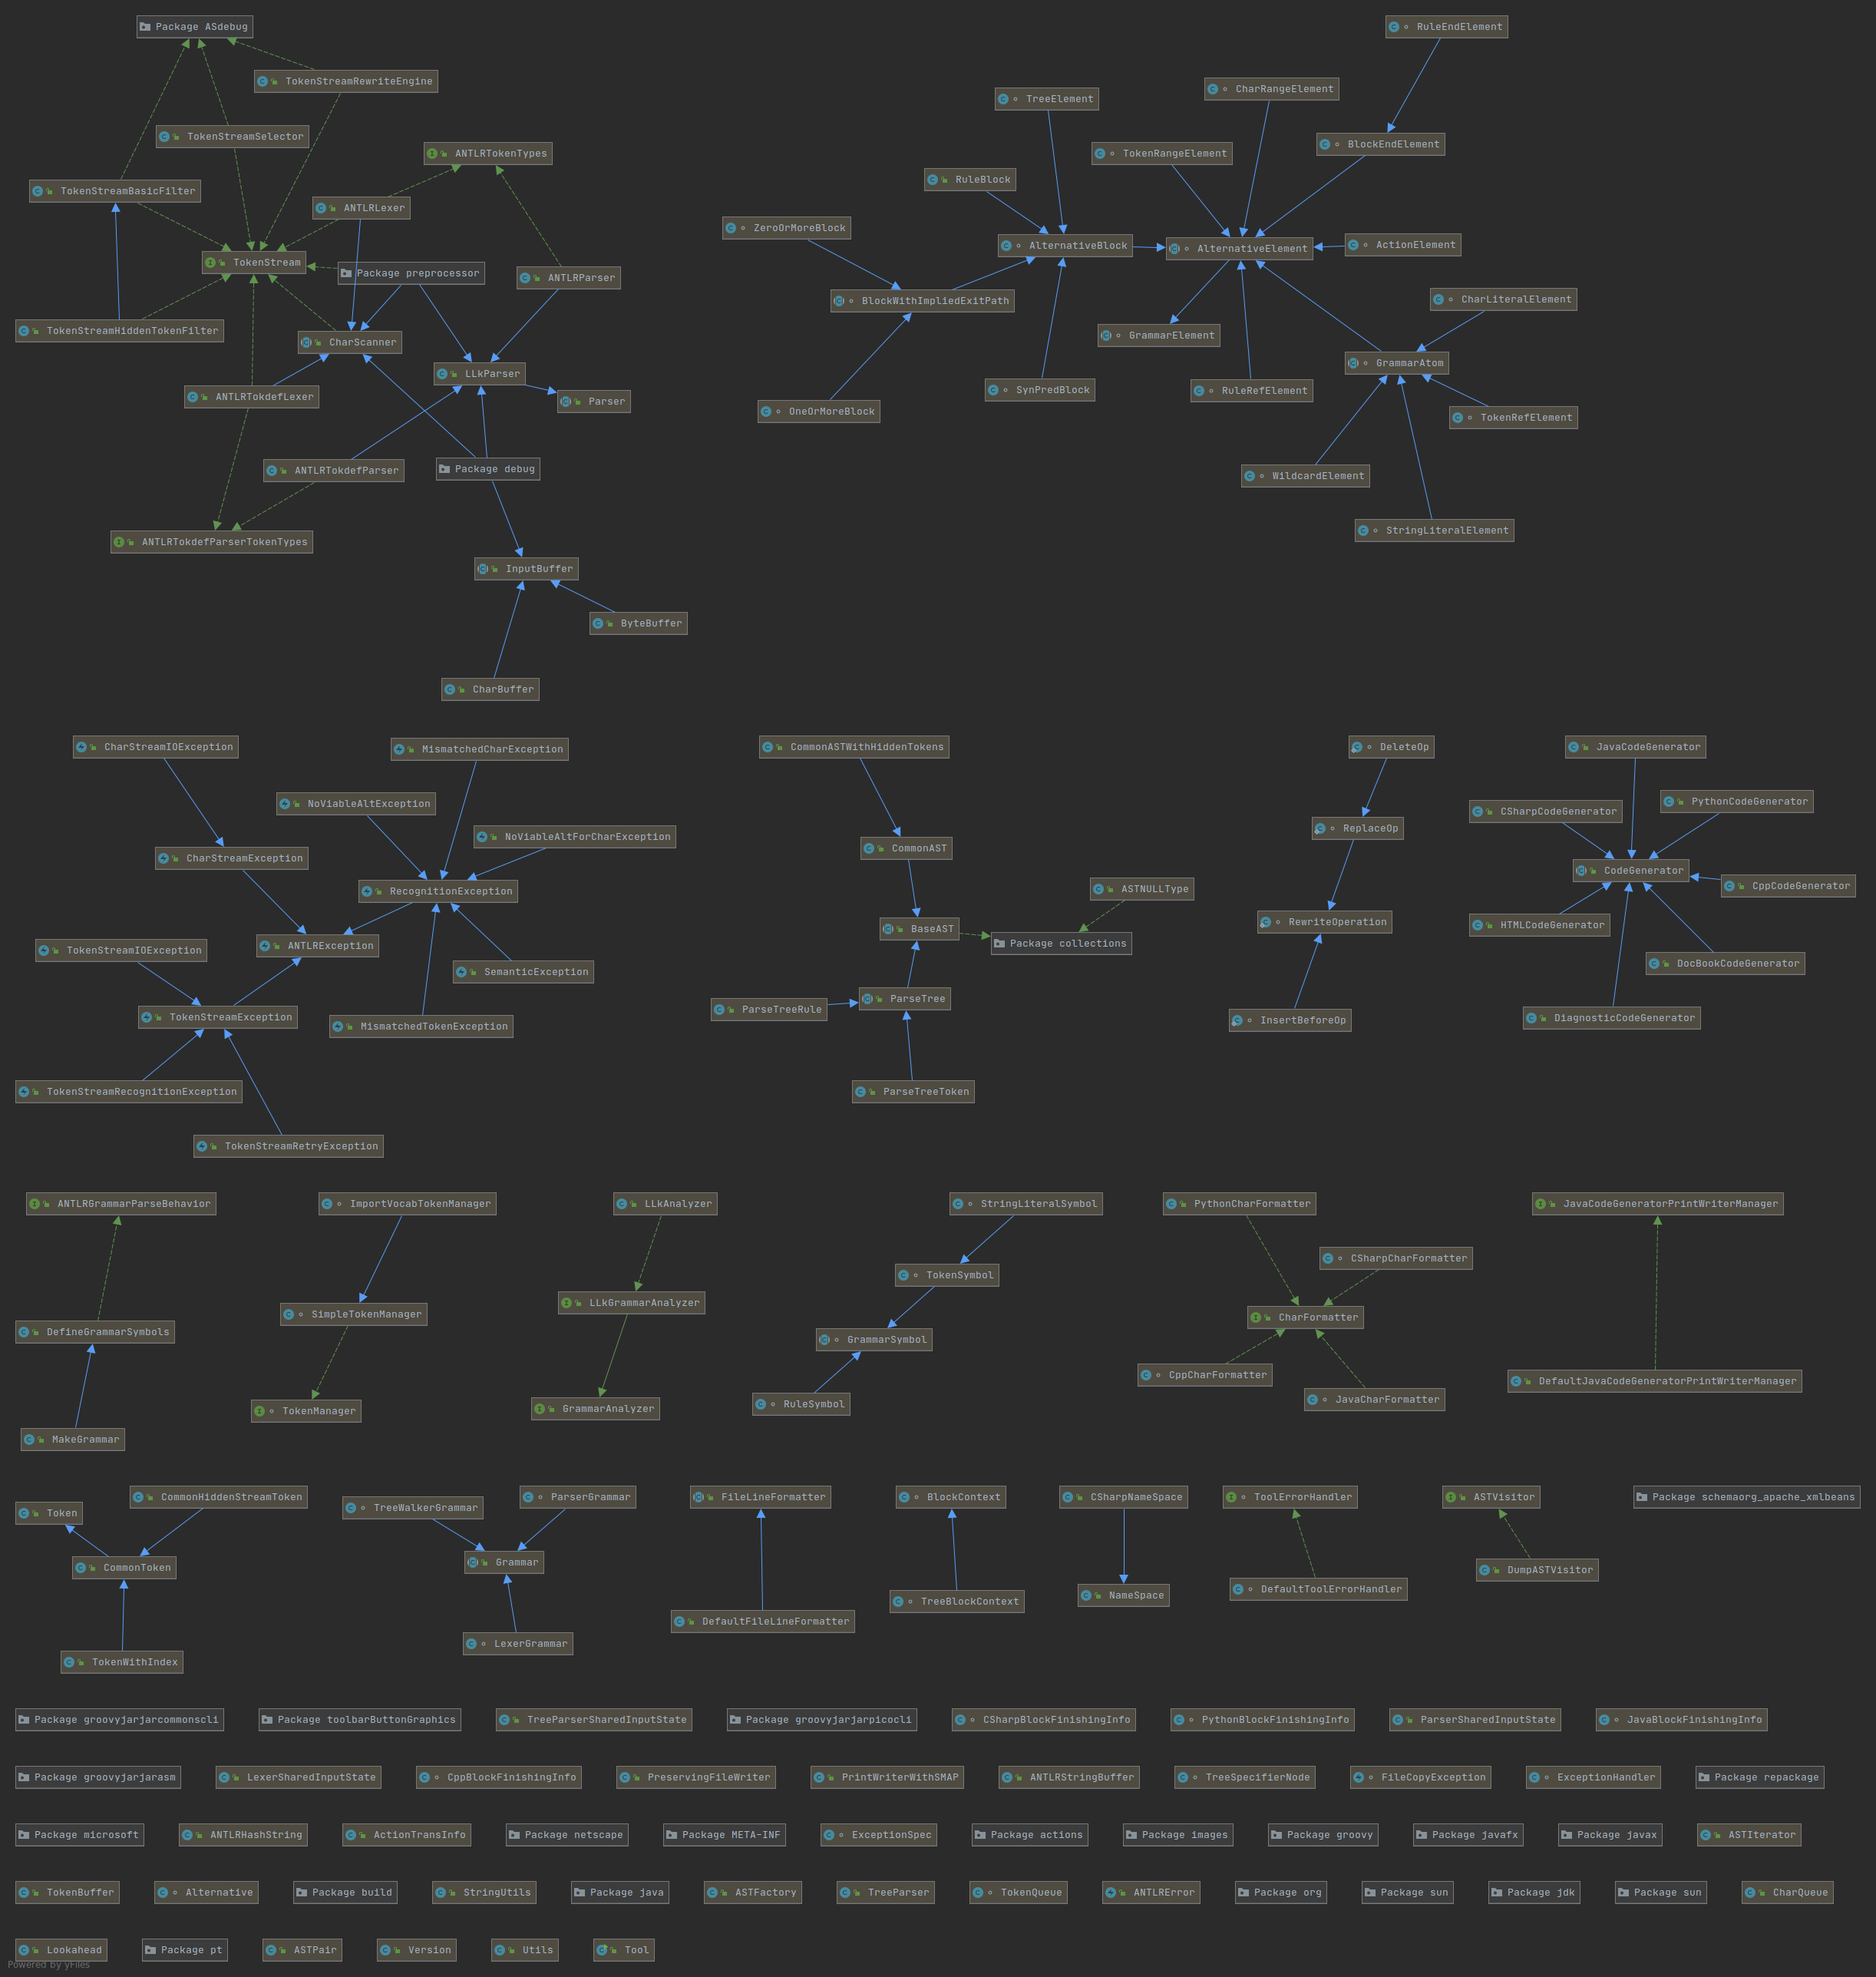 Package ASdebug
RuleEndElement
TokenStreamRewriteEngine
CharRangeElement
TreeElement
TokenStreamSelector
BlockEndElement
ANTLRTokenTypes
TokenRangeElement
RuleBlock
TokenStreamBasicFilter
ANTLRLexer
ZeroOrMoreBlock
AlternativeBlock
AlternativeElement
ActionElement
TokenStream
Package preprocessor
ANTLRParser
BlockWithImpliedExitPath
CharLiteralElement
TokenStreamHiddenTokenFilter
CharScanner
GrammarElement
GrammarAtom
LLkParser
ANTLRTokdefLexer
Parser
SynPredBlock
RuleRefElement
OneOrMoreBlock
TokenRefElement
ANTLRTokdefParser
Package debug
WildcardElement
ANTLRTokdefParserTokenTypes
StringLiteralElement
InputBuffer
ByteBuffer
CharBuffer
CharStreamIOException
MismatchedCharException
CommonASTWithHiddenTokens
DeleteOp
JavaCodeGenerator
NoViableAltException
CSharpCodeGenerator
PythonCodeGenerator
NoViableAltForCharException
ReplaceOp
CharStreamException
CommonAST
CodeGenerator
RecognitionException
ASTNULLType
CppCodeGenerator
TokenStreamIOException
ANTLRException
BaseAST
Package collections
RewriteOperation
HTMLCodeGenerator
SemanticException
DocBookCodeGenerator
TokenStreamException
MismatchedTokenException
ParseTreeRule
ParseTree
InsertBeforeOp
DiagnosticCodeGenerator
TokenStreamRecognitionException
ParseTreeToken
TokenStreamRetryException
ANTLRGrammarParseBehavior
ImportVocabTokenManager
LLkAnalyzer
StringLiteralSymbol
PythonCharFormatter
JavaCodeGeneratorPrintWriterManager
CSharpCharFormatter
TokenSymbol
DefineGrammarSymbols
SimpleTokenManager
LLkGrammarAnalyzer
GrammarSymbol
CharFormatter
CppCharFormatter
DefaultJavaCodeGeneratorPrintWriterManager
MakeGrammar
TokenManager
GrammarAnalyzer
RuleSymbol
JavaCharFormatter
Token
CommonHiddenStreamToken
TreeWalkerGrammar
ParserGrammar
FileLineFormatter
BlockContext
CSharpNameSpace
ToolErrorHandler
ASTVisitor
Package schemaorg_apache_xmlbeans
CommonToken
Grammar
TreeBlockContext
NameSpace
DefaultToolErrorHandler
DumpASTVisitor
DefaultFileLineFormatter
TokenWithIndex
LexerGrammar
Package groovyjarjarcommonscli
Package toolbarButtonGraphics
TreeParserSharedInputState
Package groovyjarjarpicocli
CSharpBlockFinishingInfo
PythonBlockFinishingInfo
ParserSharedInputState
JavaBlockFinishingInfo
Package groovyjarjarasm
LexerSharedInputState
CppBlockFinishingInfo
PreservingFileWriter
PrintWriterWithSMAP
ANTLRStringBuffer
TreeSpecifierNode
FileCopyException
ExceptionHandler
Package repackage
Package microsoft
ANTLRHashString
ActionTransInfo
Package netscape
Package META-INF
ExceptionSpec
Package actions
Package images
Package groovy
Package javafx
Package javax
ASTIterator
TokenBuffer
Alternative
Package build
StringUtils
Package java
ASTFactory
TreeParser
TokenQueue
ANTLRError
Package org
Package sun
Package jdk
Package sun
CharQueue
Lookahead
Package pt
ASTPair
Version
Utils
Tool
Powered by yFiles